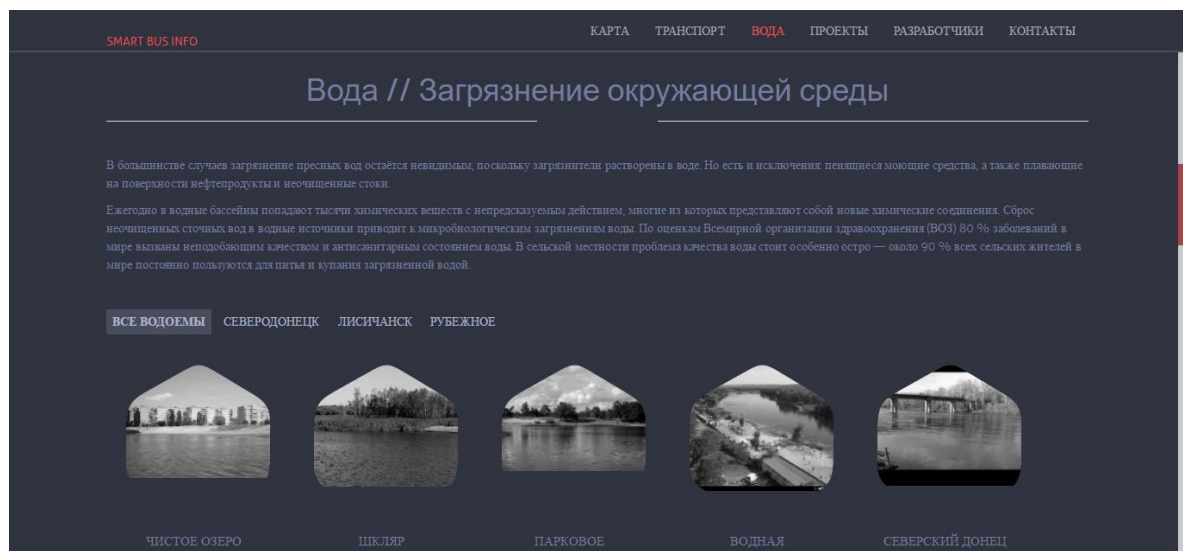 SMART BUS INFO
КАРТА ТРАНСПОРТ ВОДА ПРОЕКТЫ РАЗРАБОТЧИКИ КОНТАКТЫ
Вода // Загрязнение окружающей среды
В большинстве случаев загрязнение пресных вод остаётся невидимым, поскольку загрязнители растворены в воде. Но есть и исключения: пенящиеся моющие средства, а также плавающие
на поверхности нефтепродукты и неочищенные стоки.
Ежегодно в водные бассейны попадают тысячи химических веществ с непредсказуемым действием, многие из которых представляют собой новые химические соединения. Сброс
неочищенных сточных вод в водные источники приводит к микробиологическим загрязнениям воды. По оценкам Всемирной организации здравоохранения (ВОЗ) 80 % заболеваний в
мире вызваны неподобающим качеством и антисанитарным состоянием воды. В сельской местности проблема качества воды стоит особенно остро — около 90 % всех сельских жителей в
мире постоянно пользуются для питья и купания загрязненной водой.
ВСЕ ВОДОЕМЫ СЕВЕРОДОНЕЦК ЛИСИЧАНСК РУБЕЖНОЕ
ЧИСТОЕ ОЗЕРО ШКЛЯР ПАРКОВОЕ ВОДНАЯ СЕВЕРСКИЙ ДОНЕЦ